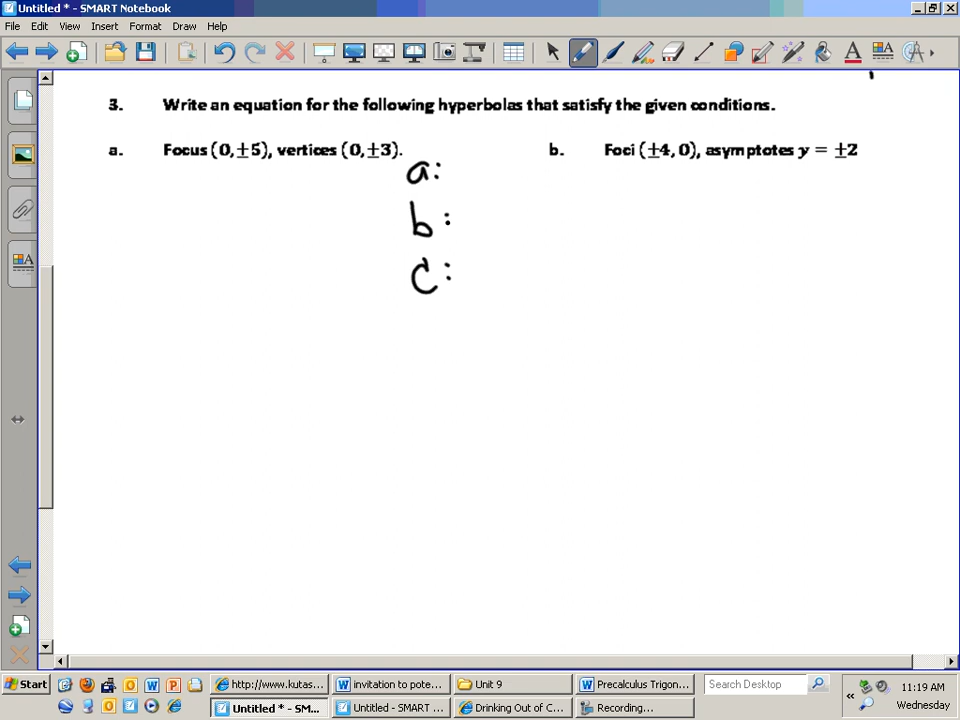 Untitled * - SMART Notebook
File Edit View Insert Format Draw Help
3. Write an equation for the following hyperbolas that satisfy the given conditions.
a. Focus (0, ±5), vertices (0, ±3). b. Foci (±4, 0), asymptotes y = ±2
a:
b:
c:
Start http://www.kutas... invitation to pote... Unit 9 Precalculus Trigon... Search Desktop 11:19 AM
Untitled * - SM... Untitled - SMART ... Drinking Out of C... Recording... Wednesday